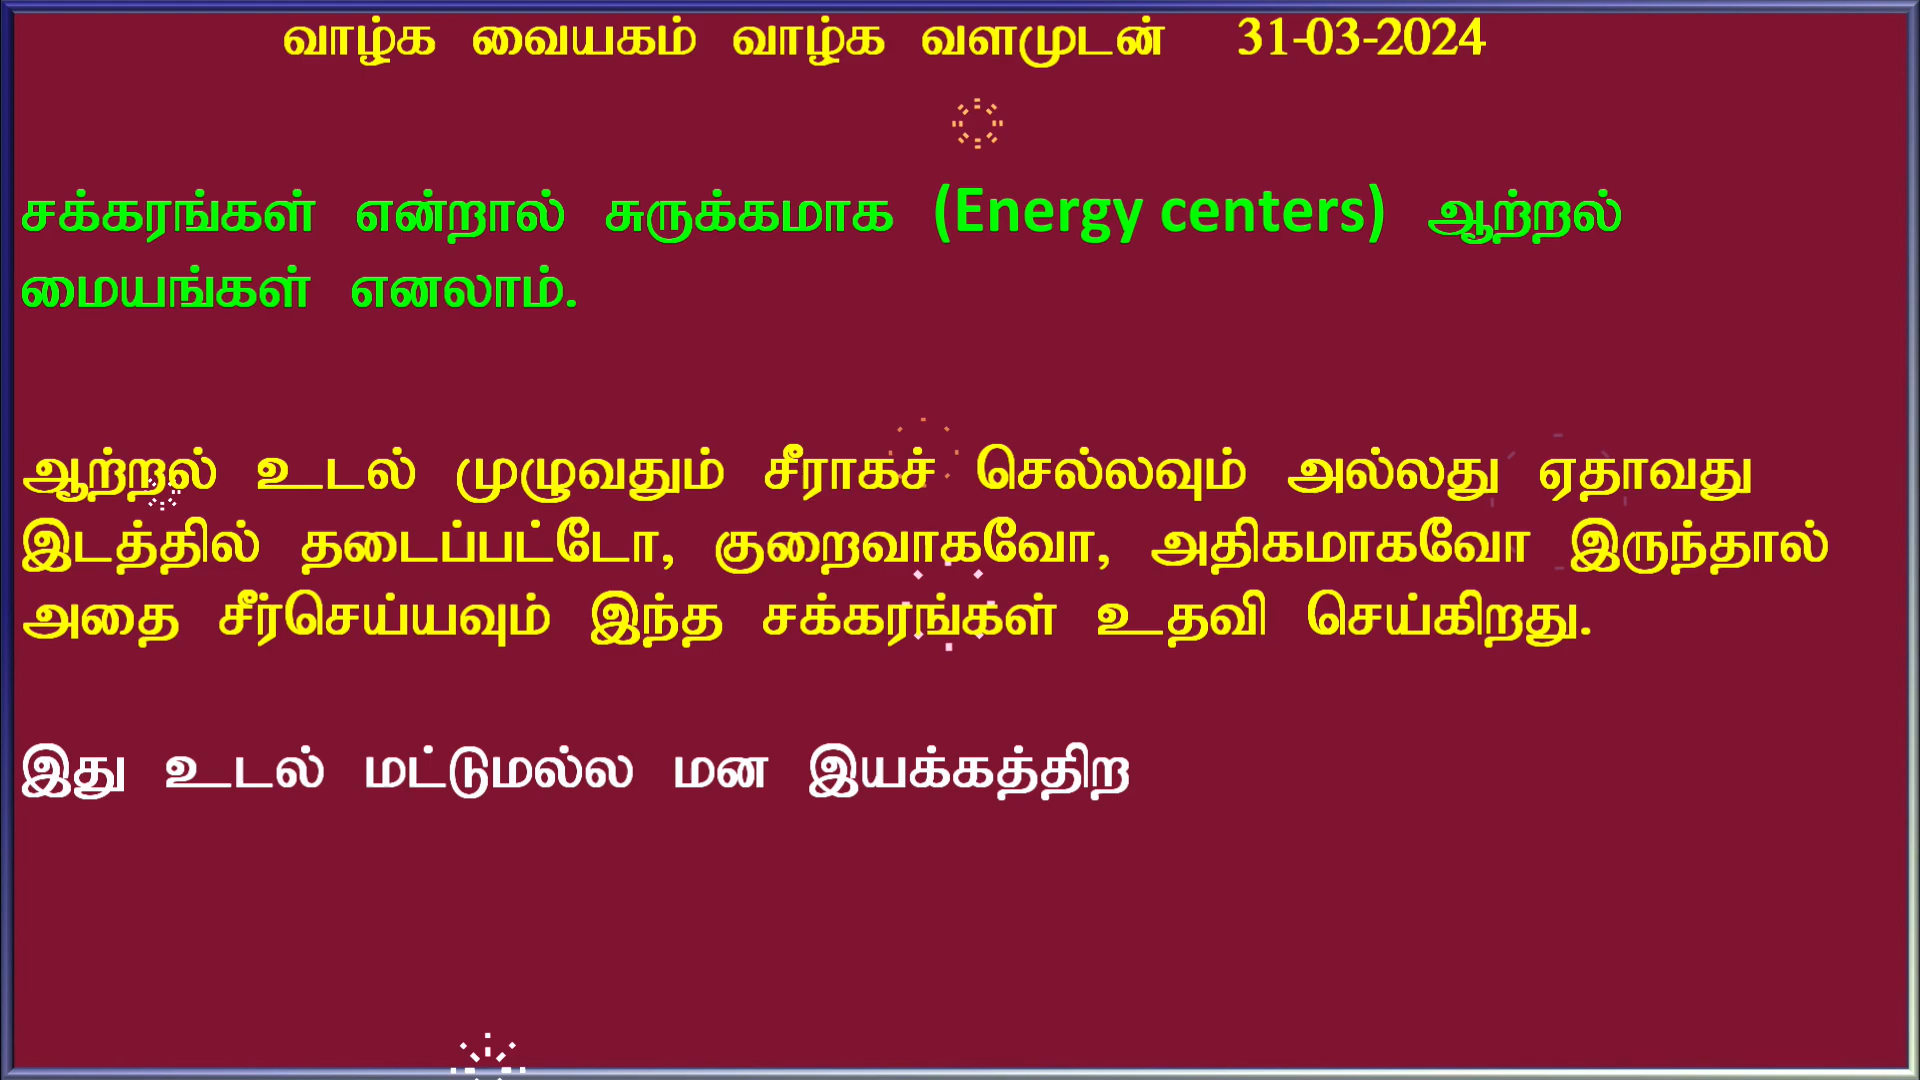 வாழ்க வையகம் வாழ்க வளமுடன் 31-03-2024
சக்கரங்கள் என்றால் சுருக்கமாக (Energy centers) ஆற்றல்
மையங்கள் எனலாம்.
ஆற்றல் உடல் முழுவதும் சீராகச் செல்லவும் அல்லது ஏதாவது
இடத்தில் தடைப்பட்டோ, குறைவாகவோ, அதிகமாகவோ இருந்தால்
அதை சீர்செய்யவும் இந்த சக்கரங்கள் உதவி செய்கிறது.
இது உடல் மட்டுமல்ல மன இயக்கத்திற